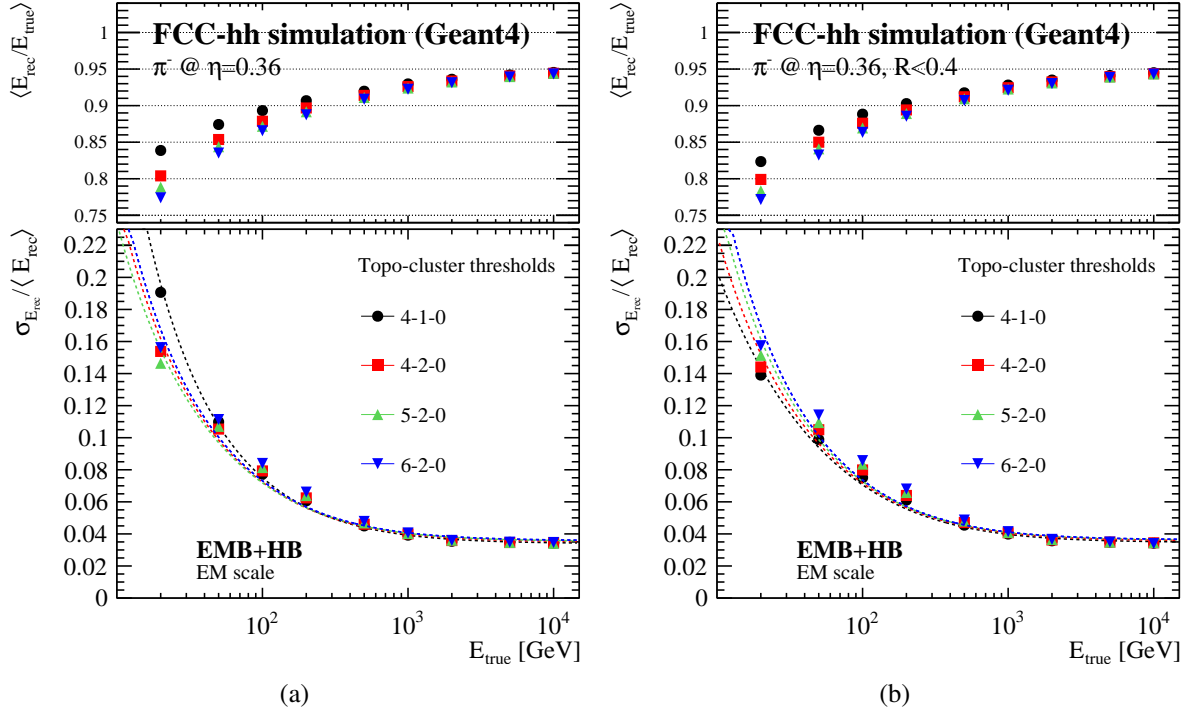 ⟨E_rec/E_true⟩
1
0.95
0.9
0.85
0.8
0.75
FCC-hh simulation (Geant4)
π⁻ @ η=0.36
σ_E_rec/⟨E_rec⟩
0.22
0.2
0.18
0.16
0.14
0.12
0.1
0.08
0.06
0.04
0.02
0
Topo-cluster thresholds
4-1-0
4-2-0
5-2-0
6-2-0
EMB+HB
EM scale
10² 10³ 10⁴
E_true [GeV]
(a)
⟨E_rec/E_true⟩
1
0.95
0.9
0.85
0.8
0.75
FCC-hh simulation (Geant4)
π⁻ @ η=0.36, R<0.4
σ_E_rec/⟨E_rec⟩
0.22
0.2
0.18
0.16
0.14
0.12
0.1
0.08
0.06
0.04
0.02
0
Topo-cluster thresholds
4-1-0
4-2-0
5-2-0
6-2-0
EMB+HB
EM scale
10² 10³ 10⁴
E_true [GeV]
(b)